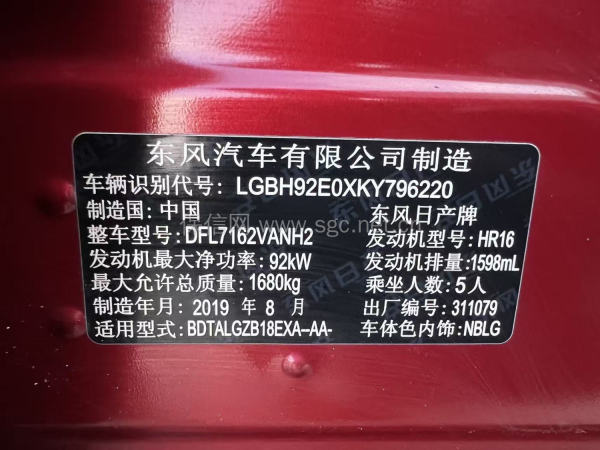 东风汽车有限公司制造
车辆识别代号: LGBH92E0XKY796220
制造国: 中国 东风日产牌
整车型号: DFL7162VANH2 发动机型号: HR16
发动机最大净功率: 92kW 发动机排量: 1598mL
最大允许总质量: 1680kg 乘坐人数: 5人
制造年月: 2019 年 8 月 出厂编号: 311079
适用型式: BDTALGZB18EXA-AA- 车体色内饰: NBLG
www.sgc.net.cn